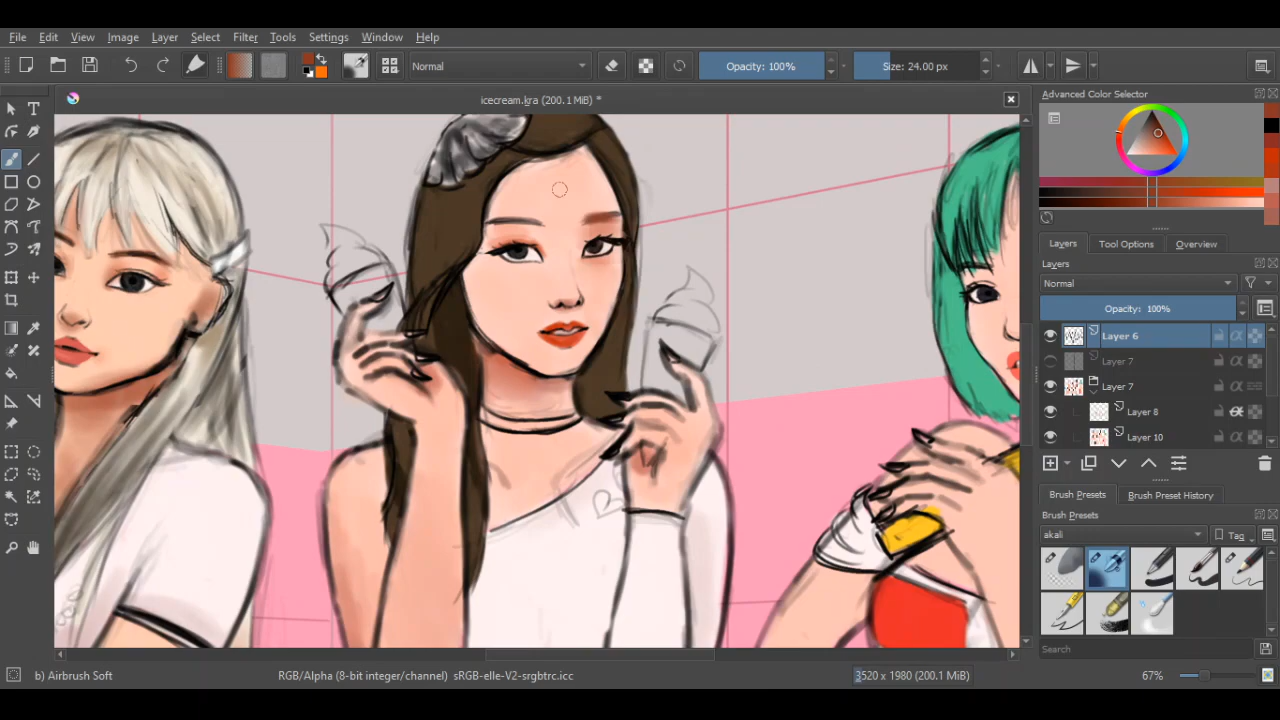 File Edit View Image Layer Select Filter Tools Settings Window Help
Normal
Opacity: 100%
Size: 24.00 px
icecream.kra (200.1 MiB) *
Advanced Color Selector
Layers Tool Options Overview
Layers
Normal
Opacity: 100%
Layer 6
Layer 7
Layer 7
Layer 8
Layer 10
Brush Presets Brush Preset History
Brush Presets
akali
Tag
Search
b) Airbrush Soft
RGB/Alpha (8-bit integer/channel) sRGB-elle-V2-srgbtrc.icc
3520 x 1980 (200.1 MiB)
67%